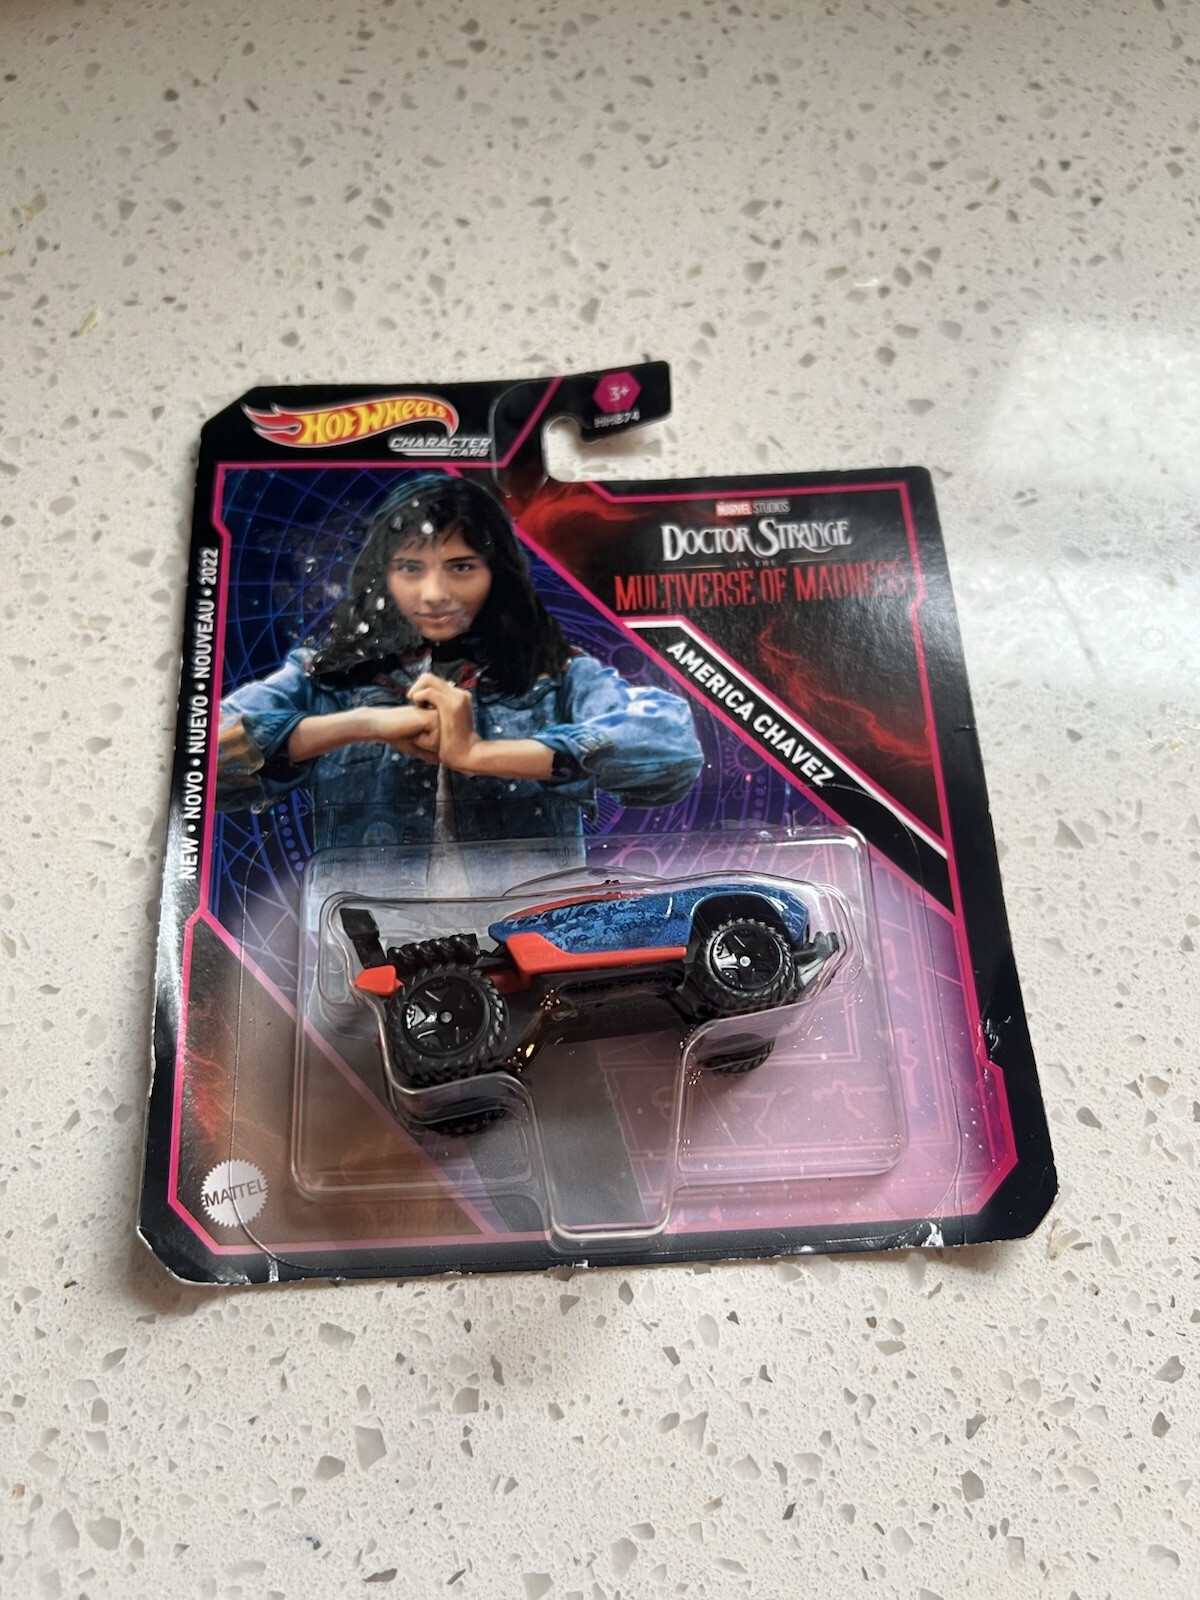 HOT WHEELS
CHARACTER
CARS
3+
HHB74
MARVEL STUDIOS
DOCTOR STRANGE
IN THE
MULTIVERSE OF MADNESS
AMERICA CHAVEZ
NEW • NOVO • NUEVO • NOUVEAU • 2022
MATTEL